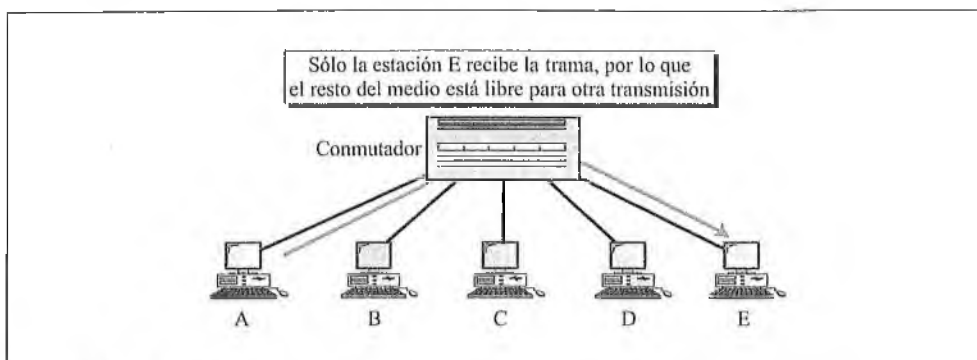 Sólo la estación E recibe la trama, por lo que
el resto del medio está libre para otra transmisión
Conmutador
A B C D E